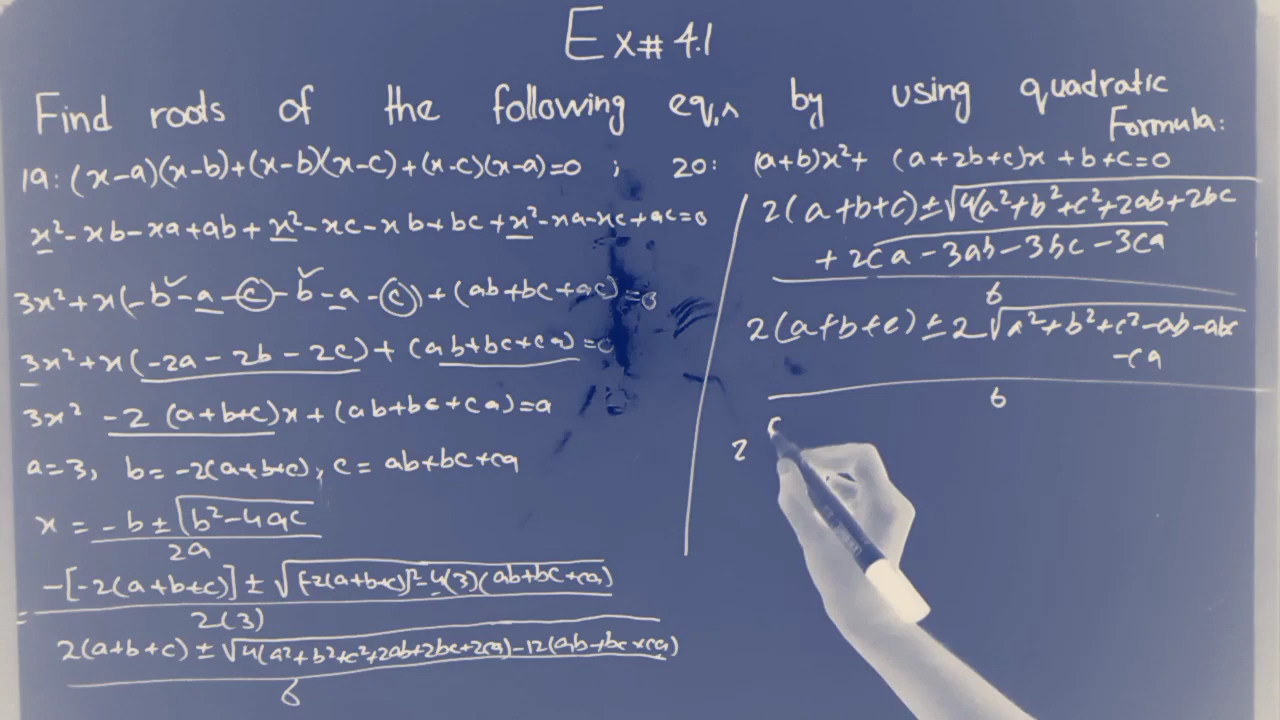 Ex# 4.1
Find roots of the following eq,n by using quadratic
Formula:
19: (x-a)(x-b)+(x-b)(x-c)+(x-c)(x-a)=0 ; 20: (a+b)x²+ (a+2b+c)x +b+c=0
x²-xb-xa+ab+x²-xc-xb+bc+x²-xa-xc+ac=0
3x²+x(-b-a-c-b-a-c)+(ab+bc+ac)=0
3x²+x(-2a-2b-2c)+(ab+bc+ca)=0
3x² -2 (a+b+c)x+(ab+bc+ca)=a
a=3, b=-2(a+b+c), c= ab+bc+ca
x = -b±√b²-4ac
2a
= -[-2(a+b+c)] ± √[-2(a+b+c)]²-4(3)(ab+bc+ca)
2(3)
2(a+b+c) ± √4(a²+b²+c²+2ab+2bc+2ca)-12(ab+bc+ca)
6
2(a+b+c)±√4(a²+b²+c²+2ab+2bc
+2ca-3ab-3bc-3ca
6
2(a+b+c) ± 2√a²+b²+c²-ab-abc
-ca
6
2